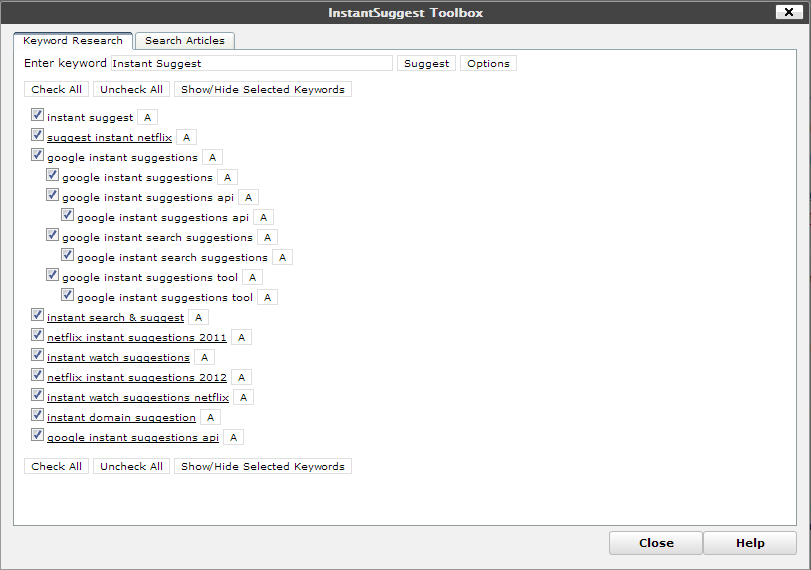 InstantSuggest Toolbox
Keyword Research Search Articles
Enter keyword Instant Suggest Suggest Options
Check All Uncheck All Show/Hide Selected Keywords
instant suggest A
suggest instant netflix A
google instant suggestions A
google instant suggestions A
google instant suggestions api A
google instant suggestions api A
google instant search suggestions A
google instant search suggestions A
google instant suggestions tool A
google instant suggestions tool A
instant search & suggest A
netflix instant suggestions 2011 A
instant watch suggestions A
netflix instant suggestions 2012 A
instant watch suggestions netflix A
instant domain suggestion A
google instant suggestions api A
Check All Uncheck All Show/Hide Selected Keywords
Close Help